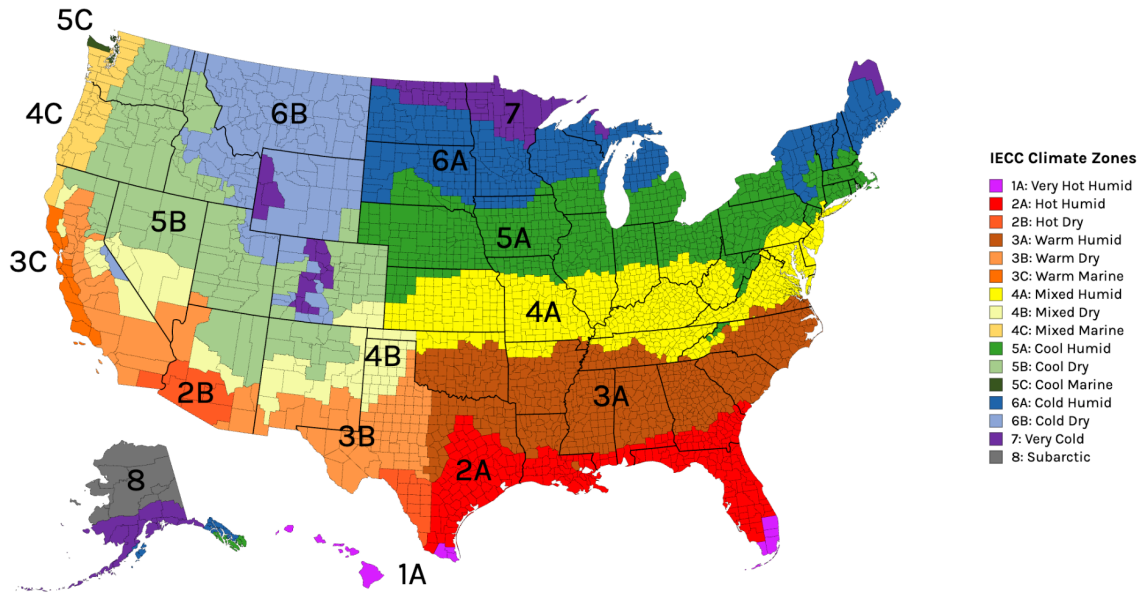 5C
4C
6B
7
6A
5B
5A
3C
4A
4B
2B
3A
3B
2A
8
1A
IECC Climate Zones
1A: Very Hot Humid
2A: Hot Humid
2B: Hot Dry
3A: Warm Humid
3B: Warm Dry
3C: Warm Marine
4A: Mixed Humid
4B: Mixed Dry
4C: Mixed Marine
5A: Cool Humid
5B: Cool Dry
5C: Cool Marine
6A: Cold Humid
6B: Cold Dry
7: Very Cold
8: Subarctic